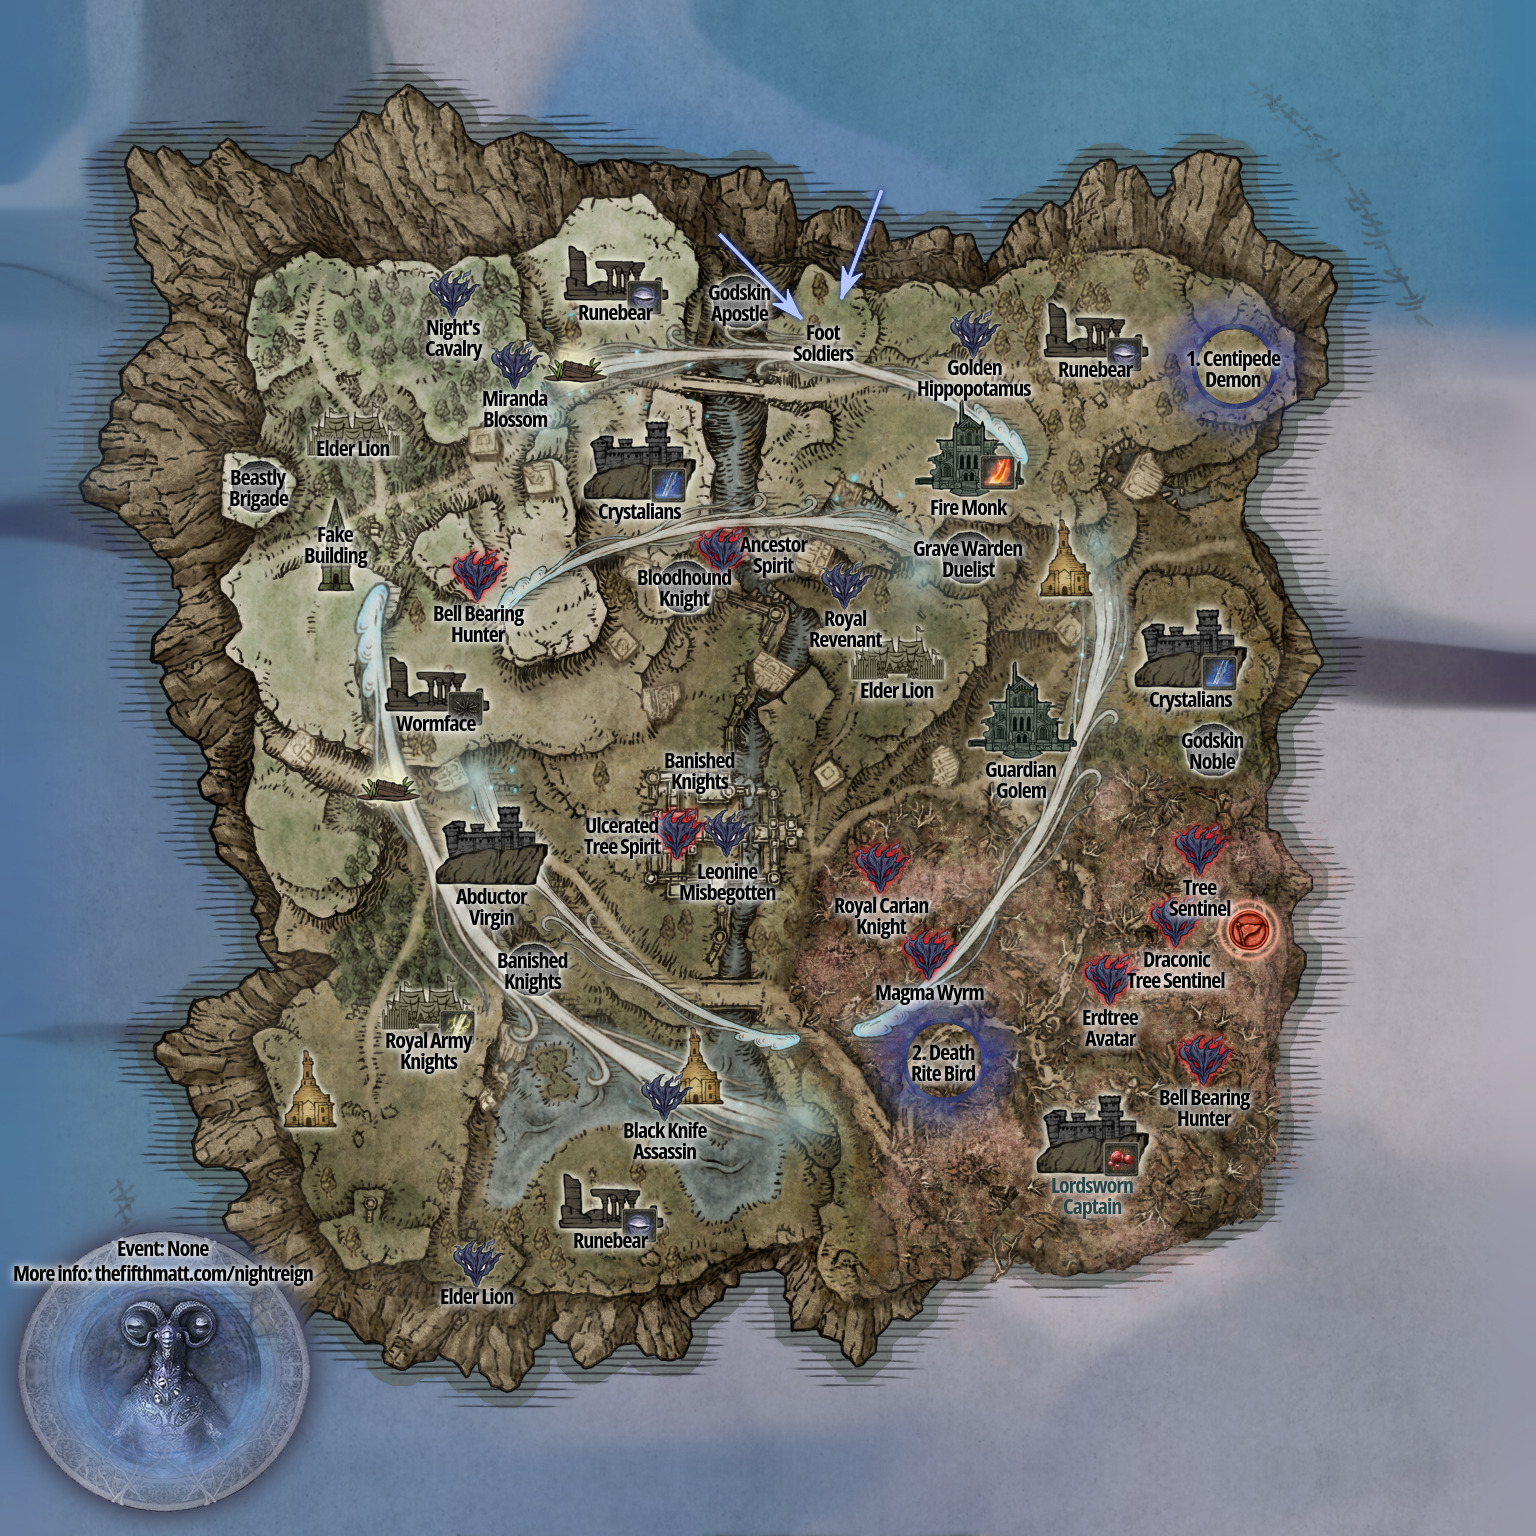 Runebear
Godskin
Apostle
Night's
Cavalry
Foot
Soldiers
Runebear
1. Centipede
Demon
Golden
Hippopotamus
Miranda
Blossom
Elder Lion
Beastly
Brigade
Crystalians
Fire Monk
Fake
Building
Ancestor
Spirit
Grave Warden
Duelist
Bloodhound
Knight
Bell Bearing
Hunter
Royal
Revenant
Elder Lion
Crystalians
Wormface
Godskin
Noble
Banished
Knights
Guardian
Golem
Ulcerated
Tree Spirit
Leonine
Misbegotten
Abductor
Virgin
Royal Carian
Knight
Tree
Sentinel
Draconic
Tree Sentinel
Banished
Knights
Magma Wyrm
Erdtree
Avatar
Royal Army
Knights
2. Death
Rite Bird
Bell Bearing
Hunter
Black Knife
Assassin
Lordsworn
Captain
Runebear
Elder Lion
Event: None
More info: thefifthmatt.com/nightreign